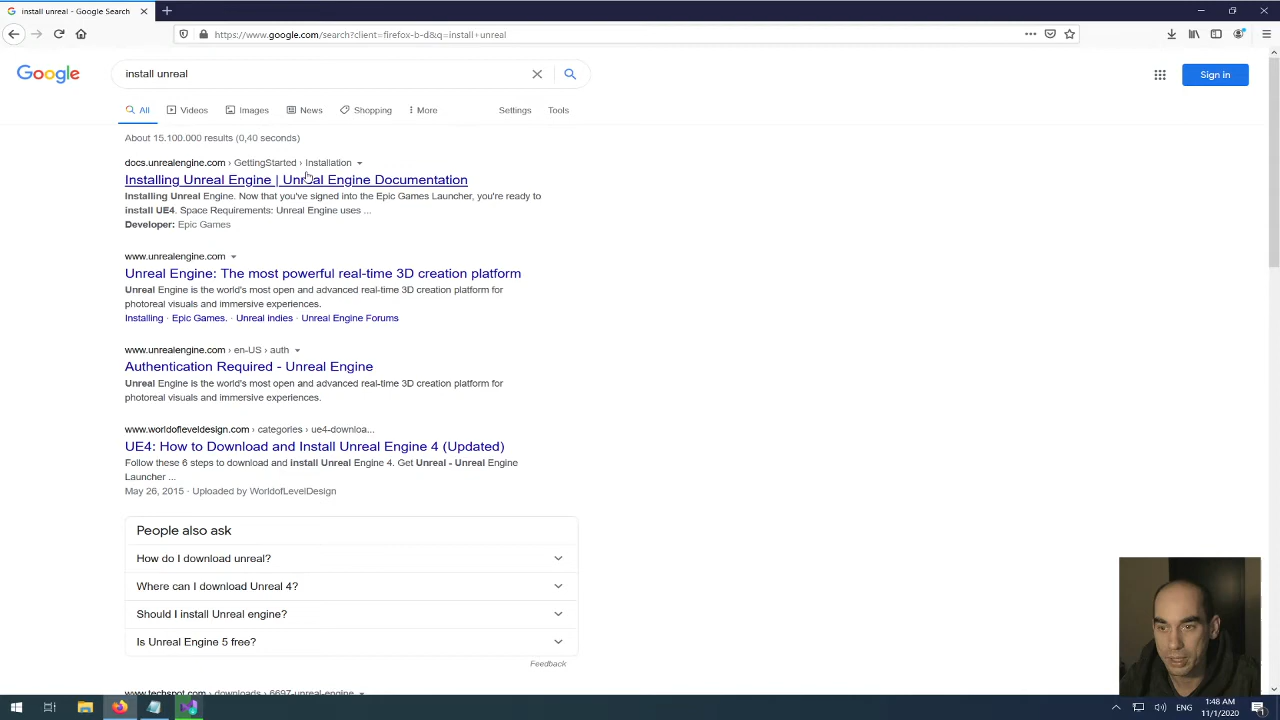 install unreal - Google Search
https://www.google.com/search?client=firefox-b-d&q=install+unreal
Google
install unreal
Sign in
All
Videos
Images
News
Shopping
More
Settings
Tools
About 15.100.000 results (0,40 seconds)
docs.unrealengine.com › GettingStarted › Installation
Installing Unreal Engine | Unreal Engine Documentation
Installing Unreal Engine. Now that you've signed into the Epic Games Launcher, you're ready to
install UE4. Space Requirements: Unreal Engine uses ...
Developer: Epic Games
www.unrealengine.com
Unreal Engine: The most powerful real-time 3D creation platform
Unreal Engine is the world's most open and advanced real-time 3D creation platform for
photoreal visuals and immersive experiences.
Installing · Epic Games. · Unreal indies · Unreal Engine Forums
www.unrealengine.com › en-US › auth
Authentication Required - Unreal Engine
Unreal Engine is the world's most open and advanced real-time 3D creation platform for
photoreal visuals and immersive experiences.
www.worldofleveldesign.com › categories › ue4-downloa...
UE4: How to Download and Install Unreal Engine 4 (Updated)
Follow these 6 steps to download and install Unreal Engine 4. Get Unreal - Unreal Engine
Launcher ...
May 26, 2015 · Uploaded by WorldofLevelDesign
People also ask
How do I download unreal?
Where can I download Unreal 4?
Should I install Unreal engine?
Is Unreal Engine 5 free?
Feedback
www.techspot.com › downloads › 6697-unreal-engine
ENG
1:48 AM
11/1/2020